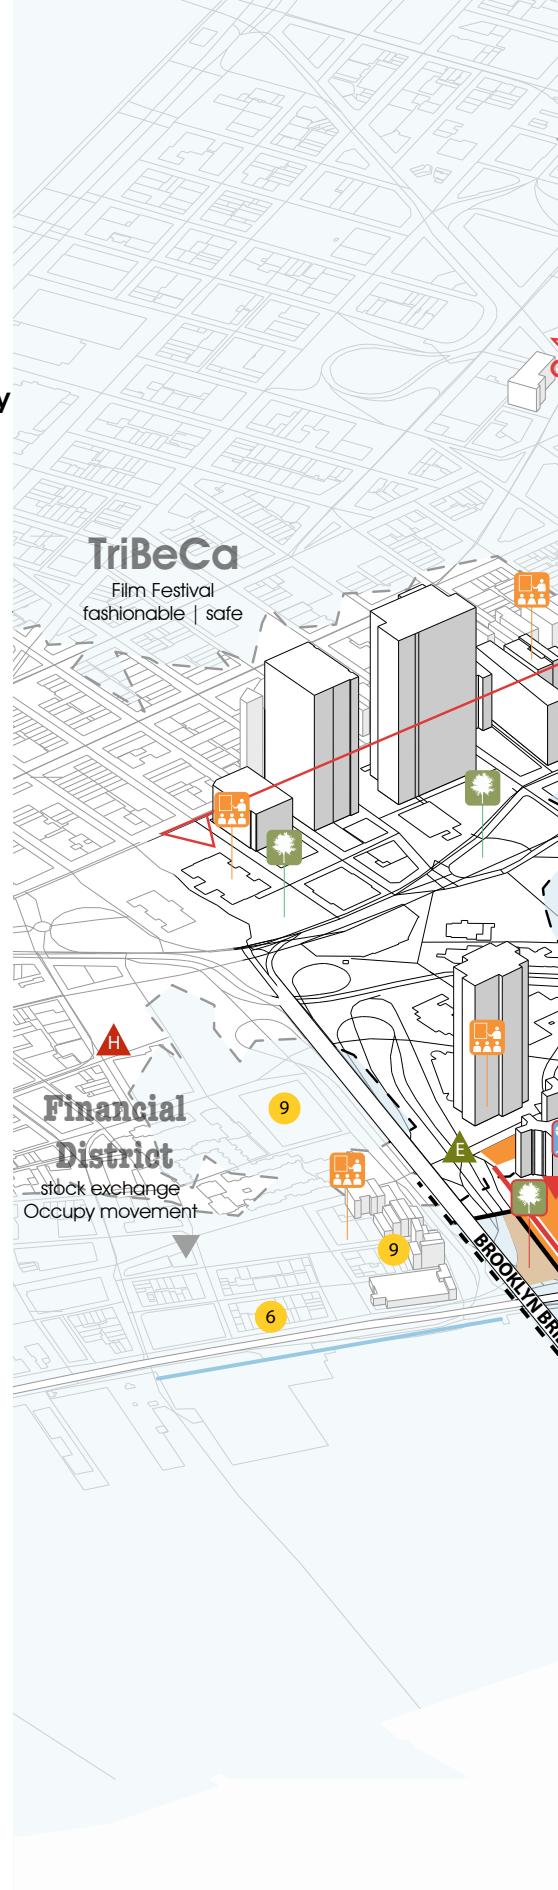 y
TriBeCa
Film Festival
fashionable | safe
H
9
Financial
District
stock exchange
Occupy movement
E
9
6
BROOKLYN BRI